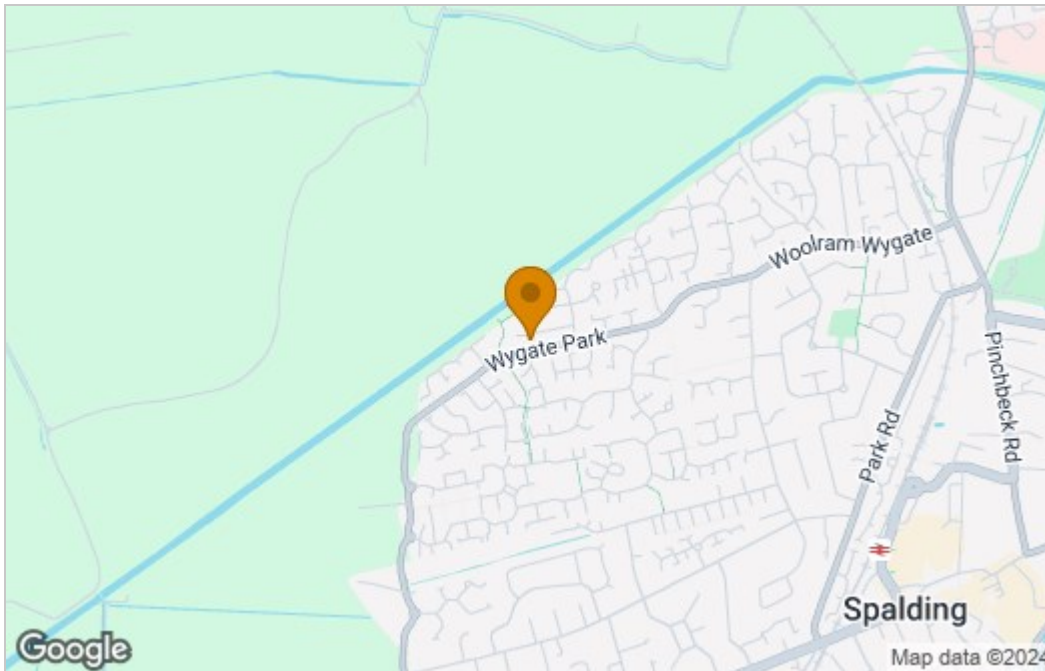 Woolram Wygate
Wygate Park
Pinchbeck Rd
Park Rd
Spalding
Google
Map data ©2024